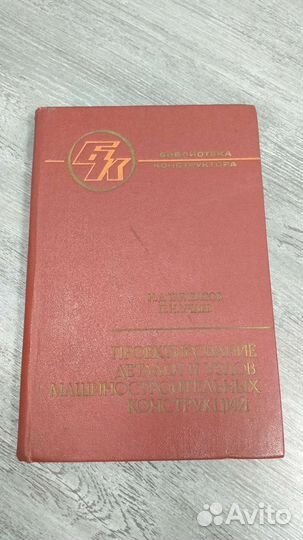 БК
БИБЛИОТЕКА
КОНСТРУКТОРА
ПРОЕКТИРОВАНИЕ
ДЕТАЛЕЙ И УЗЛОВ
МАШИНОСТРОИТЕЛЬНЫХ
КОНСТРУКЦИЙ
Avito